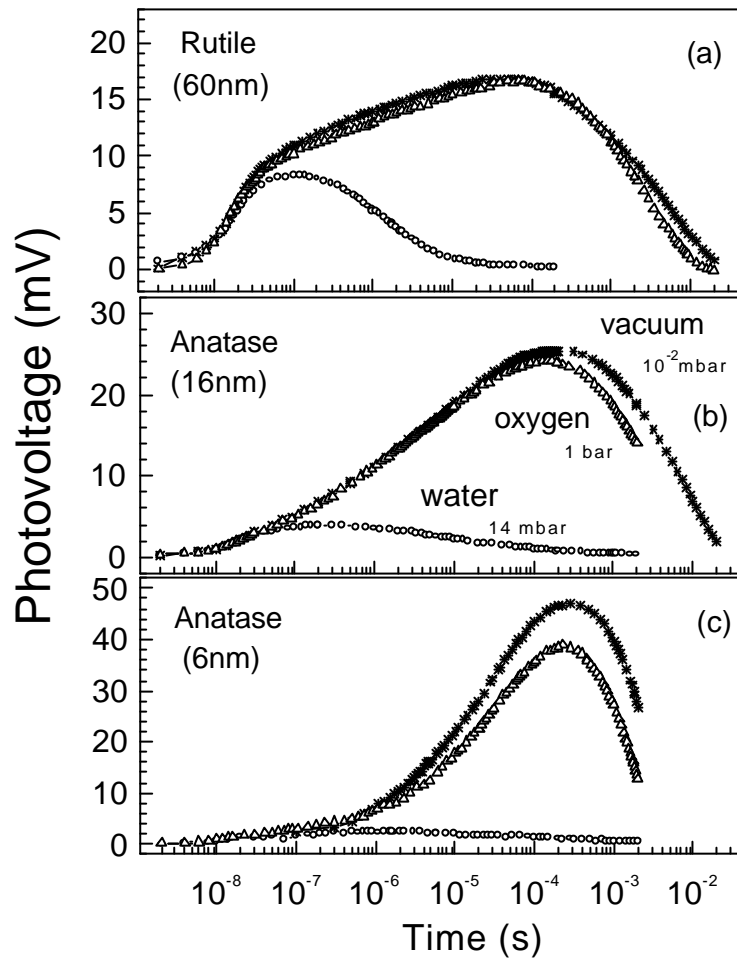 Photovoltage (mV)
20
15
10
5
0
Rutile
(60nm)
(a)
30
20
10
0
Anatase
(16nm)
vacuum
10⁻² mbar
(b)
oxygen
1 bar
water
14 mbar
50
40
30
20
10
0
Anatase
(6nm)
(c)
10⁻⁸ 10⁻⁷ 10⁻⁶ 10⁻⁵ 10⁻⁴ 10⁻³ 10⁻²
Time (s)